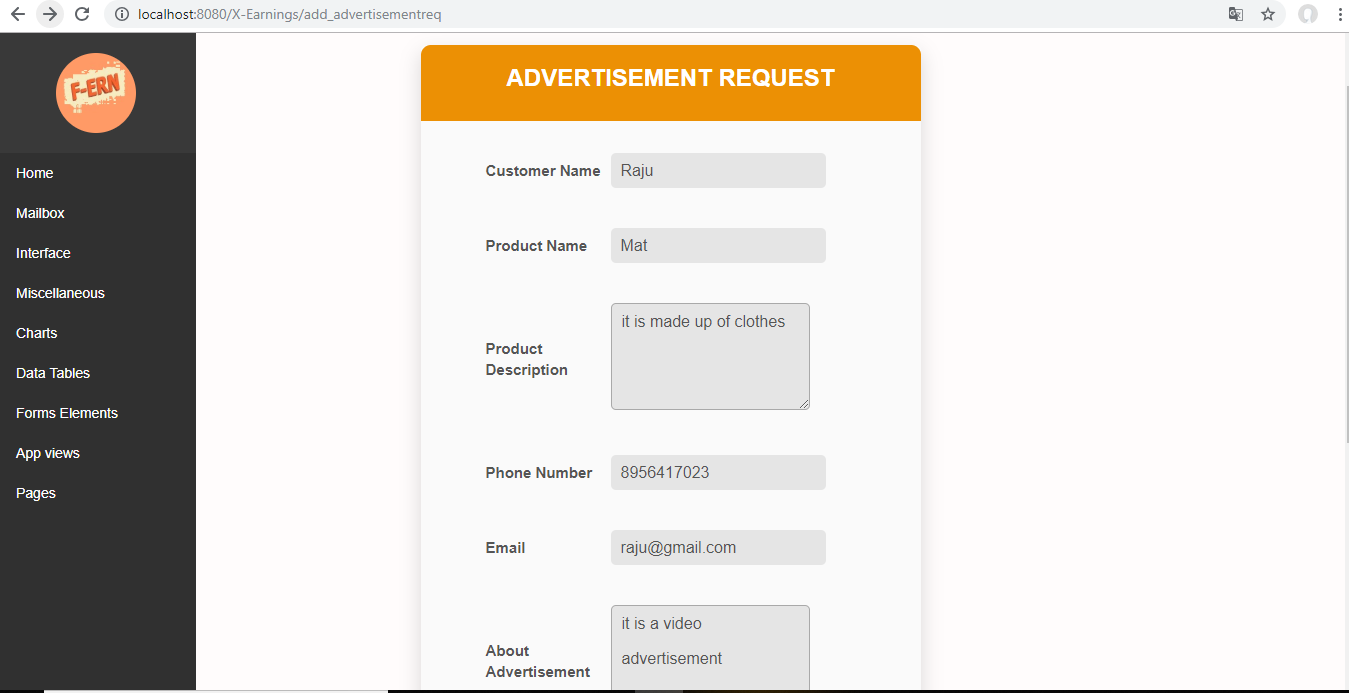 localhost:8080/X-Earnings/add_advertisementreq
F-ERN
Home
Mailbox
Interface
Miscellaneous
Charts
Data Tables
Forms Elements
App views
Pages
ADVERTISEMENT REQUEST
Customer Name Raju
Product Name Mat
Product
Description
it is made up of clothes
Phone Number 8956417023
Email raju@gmail.com
About
Advertisement
it is a video
advertisement